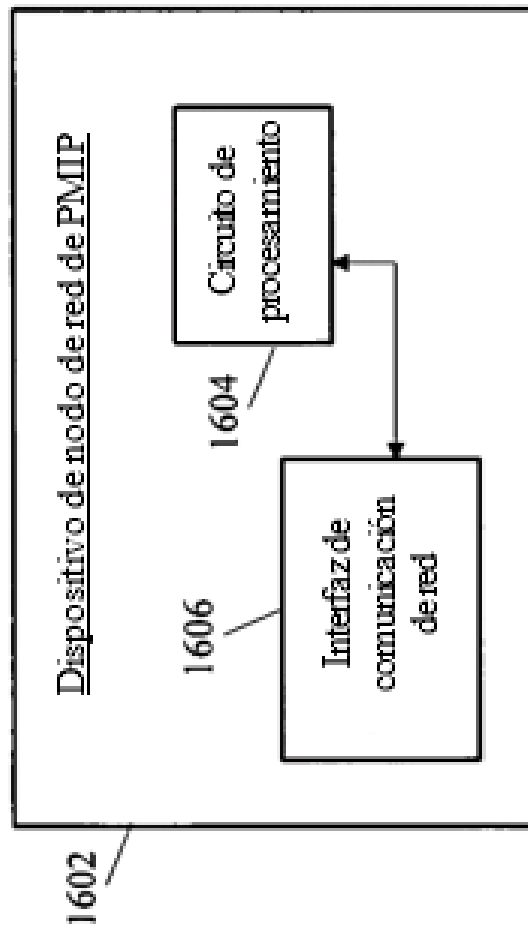 1602
Dispositivo de nodo de red de PMIP
1606
Interfaz de
comunicación
de red
1604
Circuito de
procesamiento